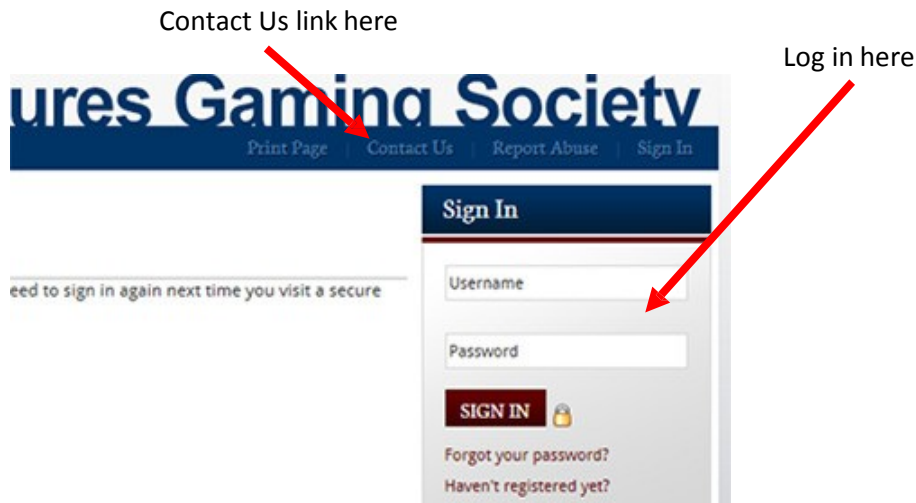 Contact Us link here
Log in here
ures Gaming Society
Print Page | Contact Us | Report Abuse | Sign In
Sign In
eed to sign in again next time you visit a secure
Username
Password
SIGN IN
Forgot your password?
Haven't registered yet?